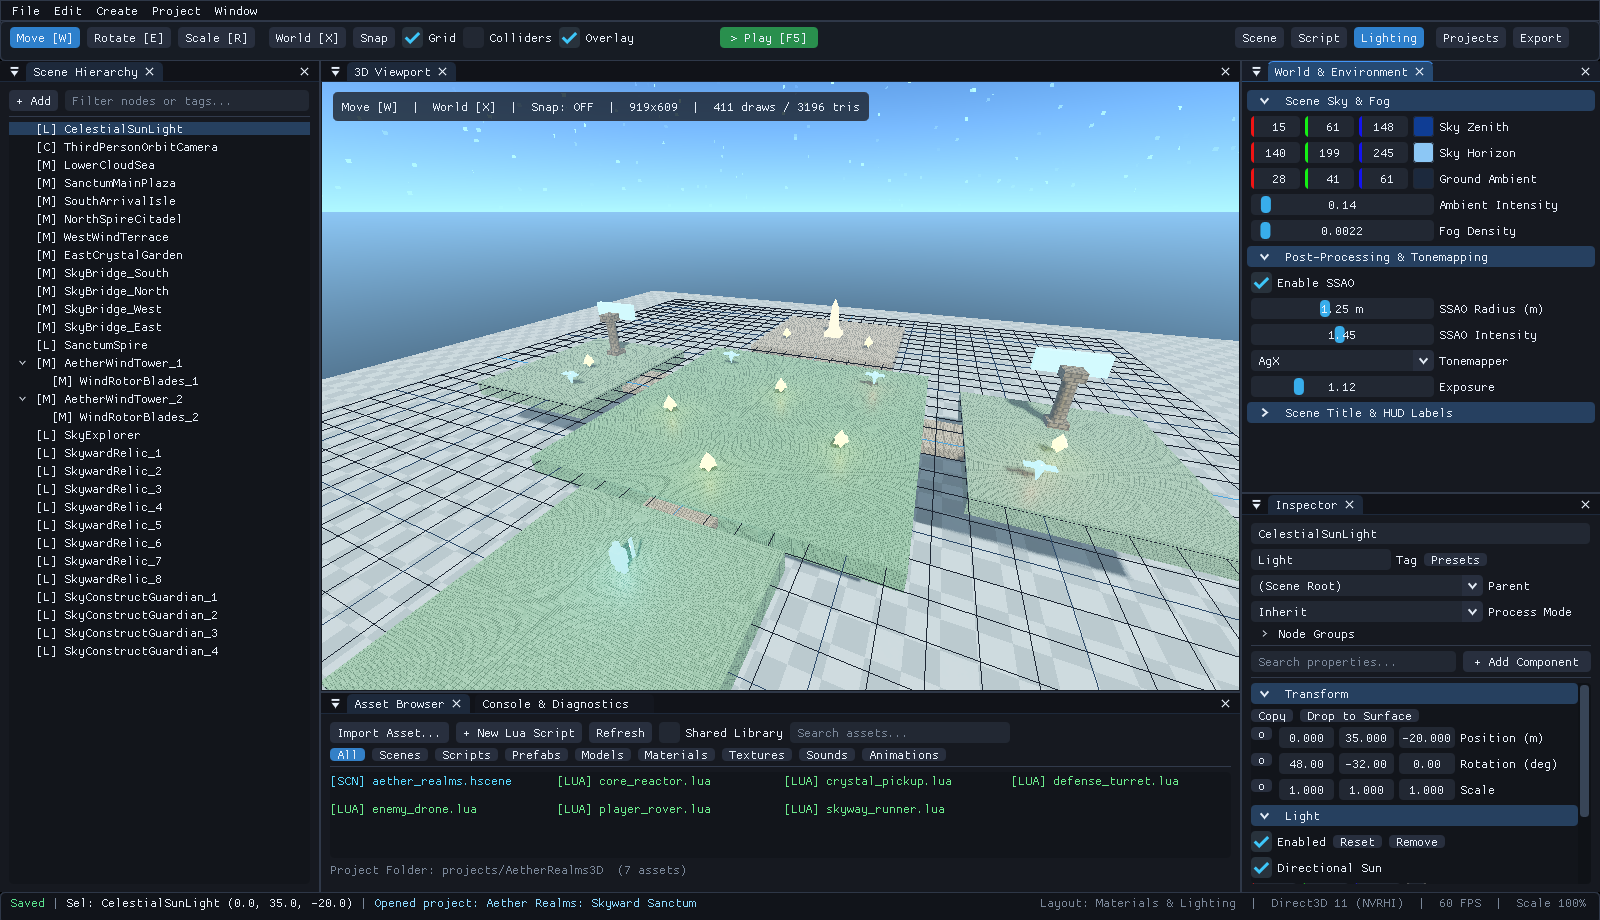 File Edit Create Project Window
Move [W] Rotate [E] Scale [R] World [X] Snap Grid Colliders Overlay > Play [F5] Scene Script Lighting Projects Export
Scene Hierarchy
+ Add Filter nodes or tags...
[L] CelestialSunLight
[C] ThirdPersonOrbitCamera
[M] LowerCloudSea
[M] SanctumMainPlaza
[M] SouthArrivalIsle
[M] NorthSpireCitadel
[M] WestWindTerrace
[M] EastCrystalGarden
[M] SkyBridge_South
[M] SkyBridge_North
[M] SkyBridge_West
[M] SkyBridge_East
[L] SanctumSpire
[M] AetherWindTower_1
[M] WindRotorBlades_1
[M] AetherWindTower_2
[M] WindRotorBlades_2
[L] SkyExplorer
[L] SkywardRelic_1
[L] SkywardRelic_2
[L] SkywardRelic_3
[L] SkywardRelic_4
[L] SkywardRelic_5
[L] SkywardRelic_6
[L] SkywardRelic_7
[L] SkywardRelic_8
[L] SkyConstructGuardian_1
[L] SkyConstructGuardian_2
[L] SkyConstructGuardian_3
[L] SkyConstructGuardian_4
3D Viewport
Move [W] | World [X] | Snap: OFF | 919x609 | 411 draws / 3196 tris
Asset Browser Console & Diagnostics
Import Asset... + New Lua Script Refresh Shared Library Search assets...
All Scenes Scripts Prefabs Models Materials Textures Sounds Animations
[SCN] aether_realms.hscene [LUA] core_reactor.lua [LUA] crystal_pickup.lua [LUA] defense_turret.lua
[LUA] enemy_drone.lua [LUA] player_rover.lua [LUA] skyway_runner.lua
Project Folder: projects/AetherRealms3D (7 assets)
World & Environment
Scene Sky & Fog
15 61 148 Sky Zenith
140 199 245 Sky Horizon
28 41 61 Ground Ambient
0.14 Ambient Intensity
0.0022 Fog Density
Post-Processing & Tonemapping
Enable SSAO
1.25 m SSAO Radius (m)
1.45 SSAO Intensity
AgX Tonemapper
1.12 Exposure
Scene Title & HUD Labels
Inspector
CelestialSunLight
Light Tag Presets
(Scene Root) Parent
Inherit Process Mode
Node Groups
Search properties... + Add Component
Transform
Copy Drop to Surface
o 0.000 35.000 -20.000 Position (m)
o 48.00 -32.00 0.00 Rotation (deg)
o 1.000 1.000 1.000 Scale
Light
Enabled Reset Remove
Directional Sun
Saved | Sel: CelestialSunLight (0.0, 35.0, -20.0) | Opened project: Aether Realms: Skyward Sanctum Layout: Materials & Lighting | Direct3D 11 (NVRHI) | 60 FPS | Scale 100%